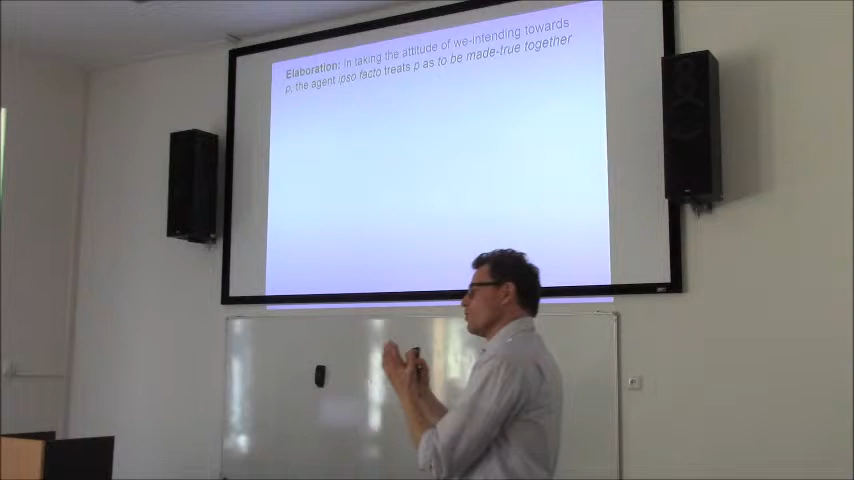 Elaboration: In taking the attitude of we-intending towards
p, the agent ipso facto treats p as to be made-true together